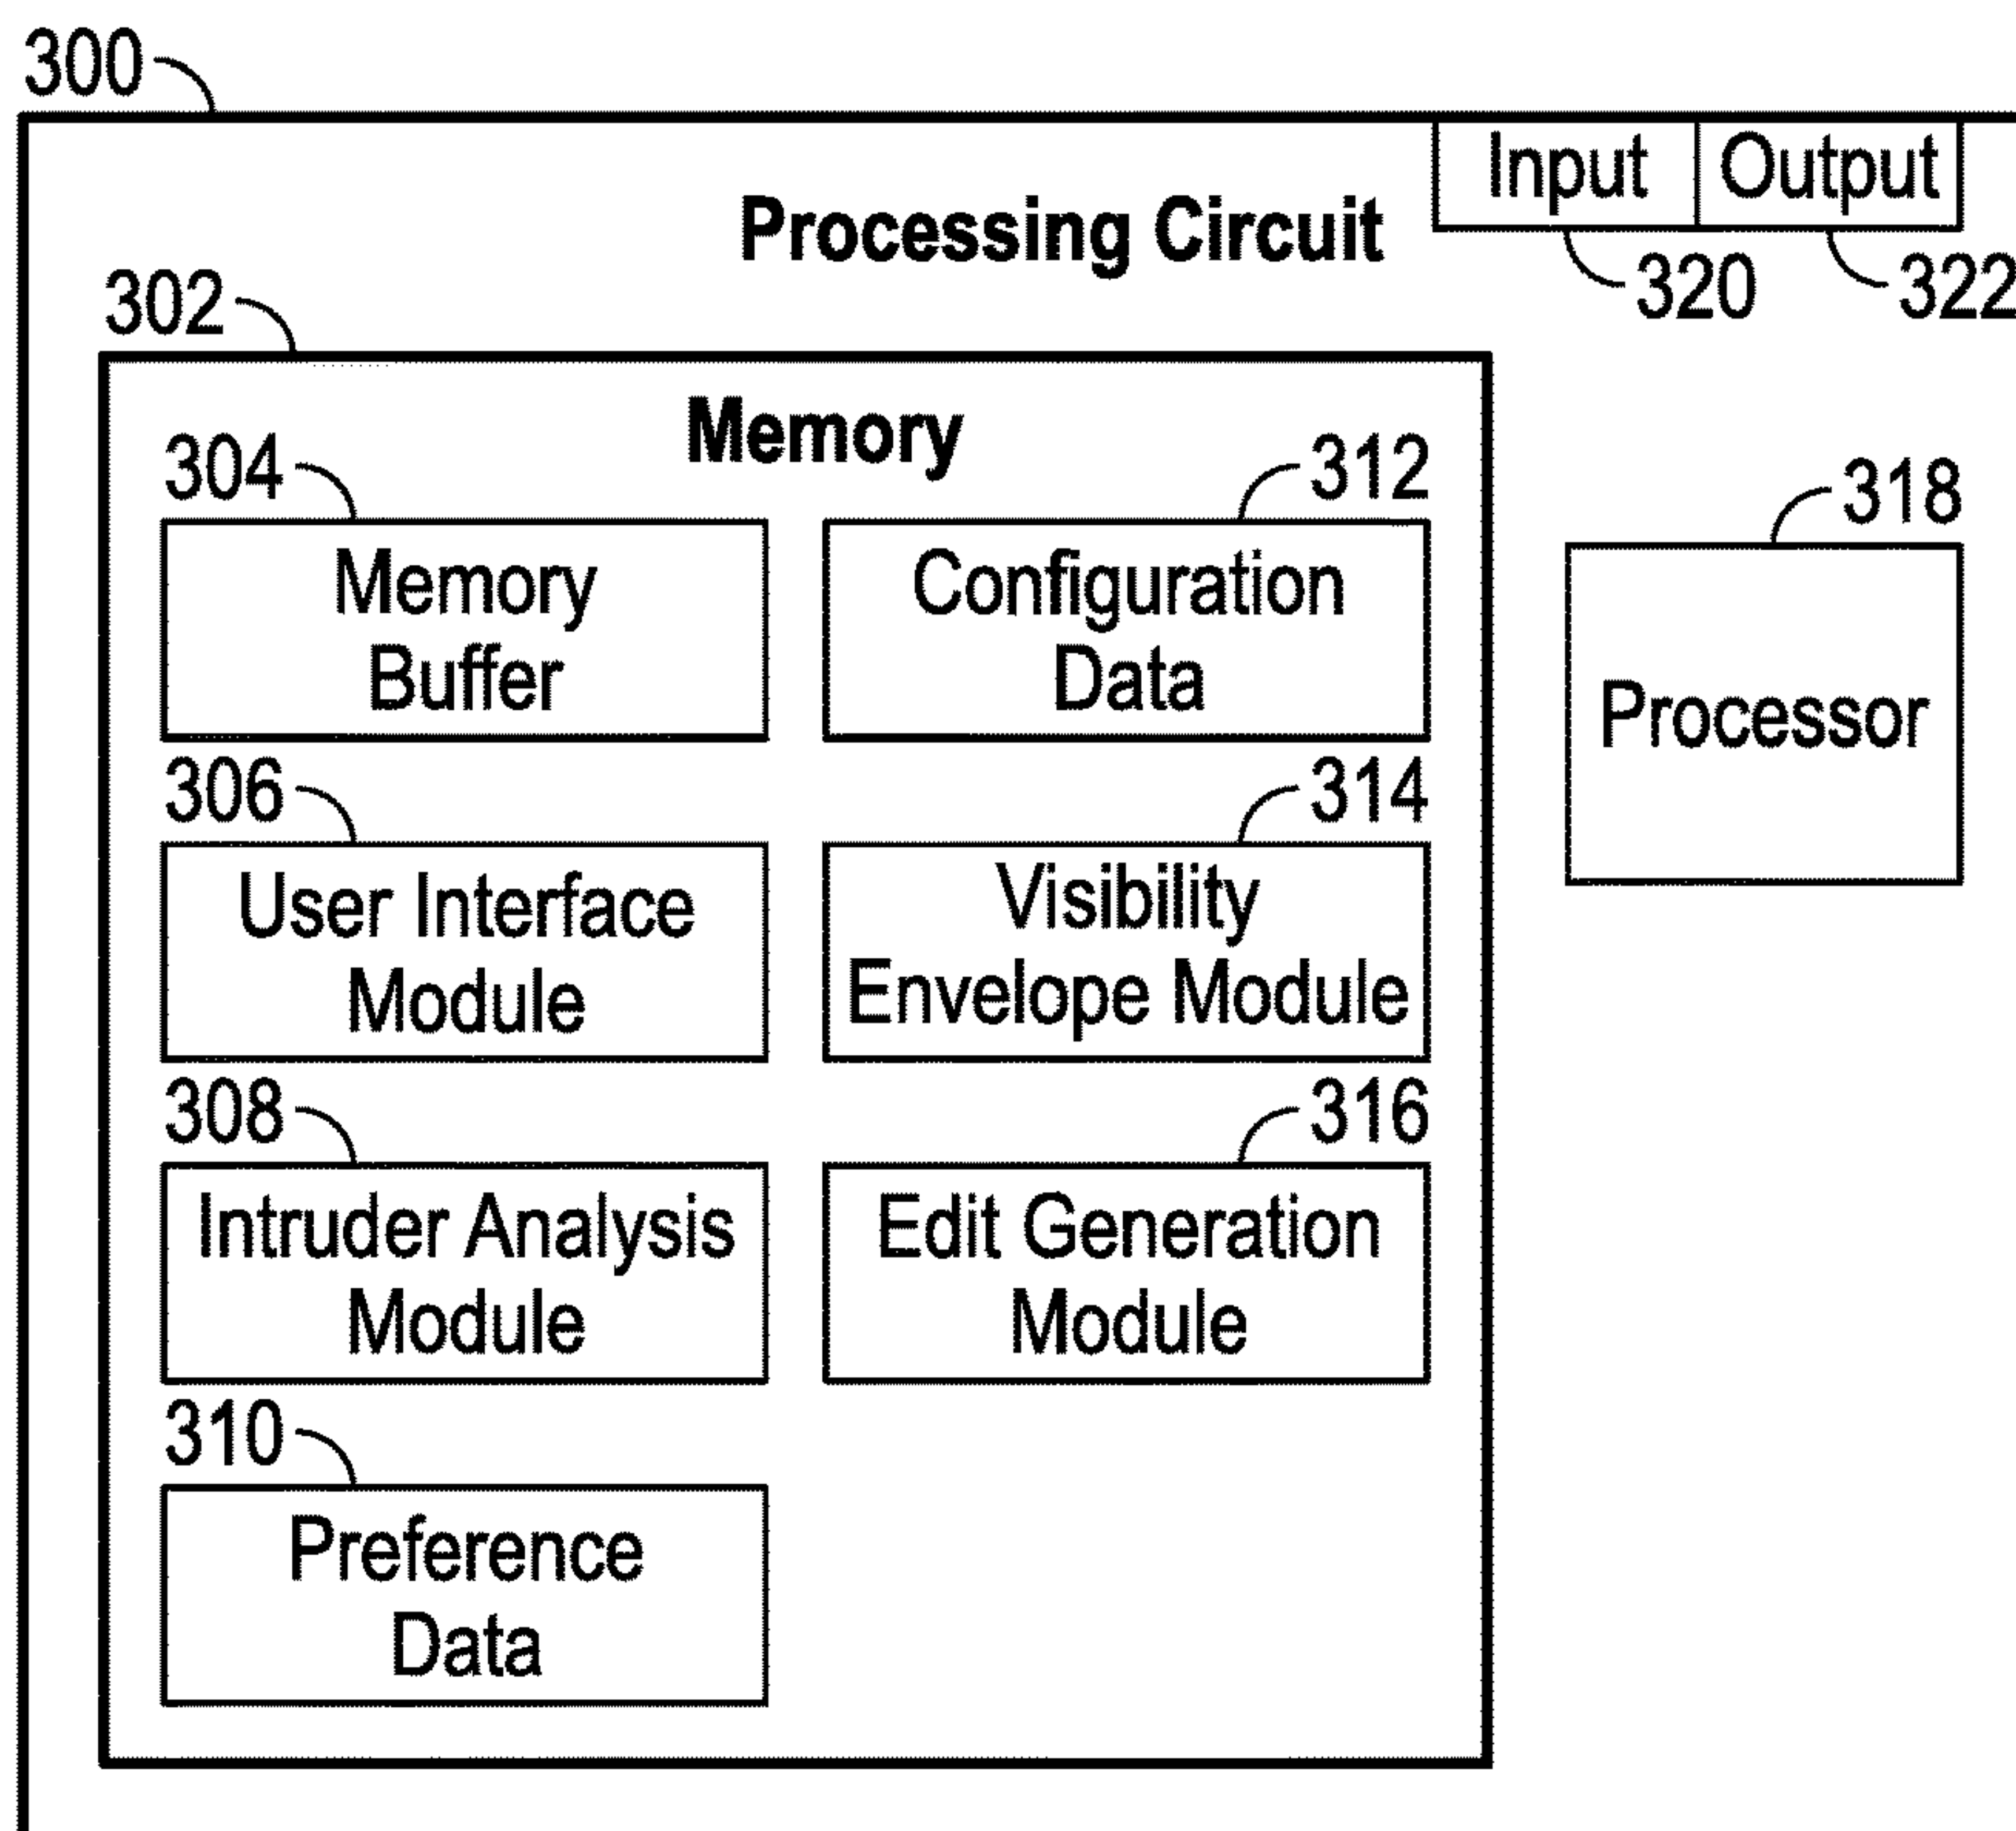 300
Input Output
Processing Circuit
320 322
302
Memory
304
312
318
Memory
Buffer
Configuration
Data
Processor
306
314
User Interface
Module
Visibility
Envelope Module
308
316
Intruder Analysis
Module
Edit Generation
Module
310
Preference
Data